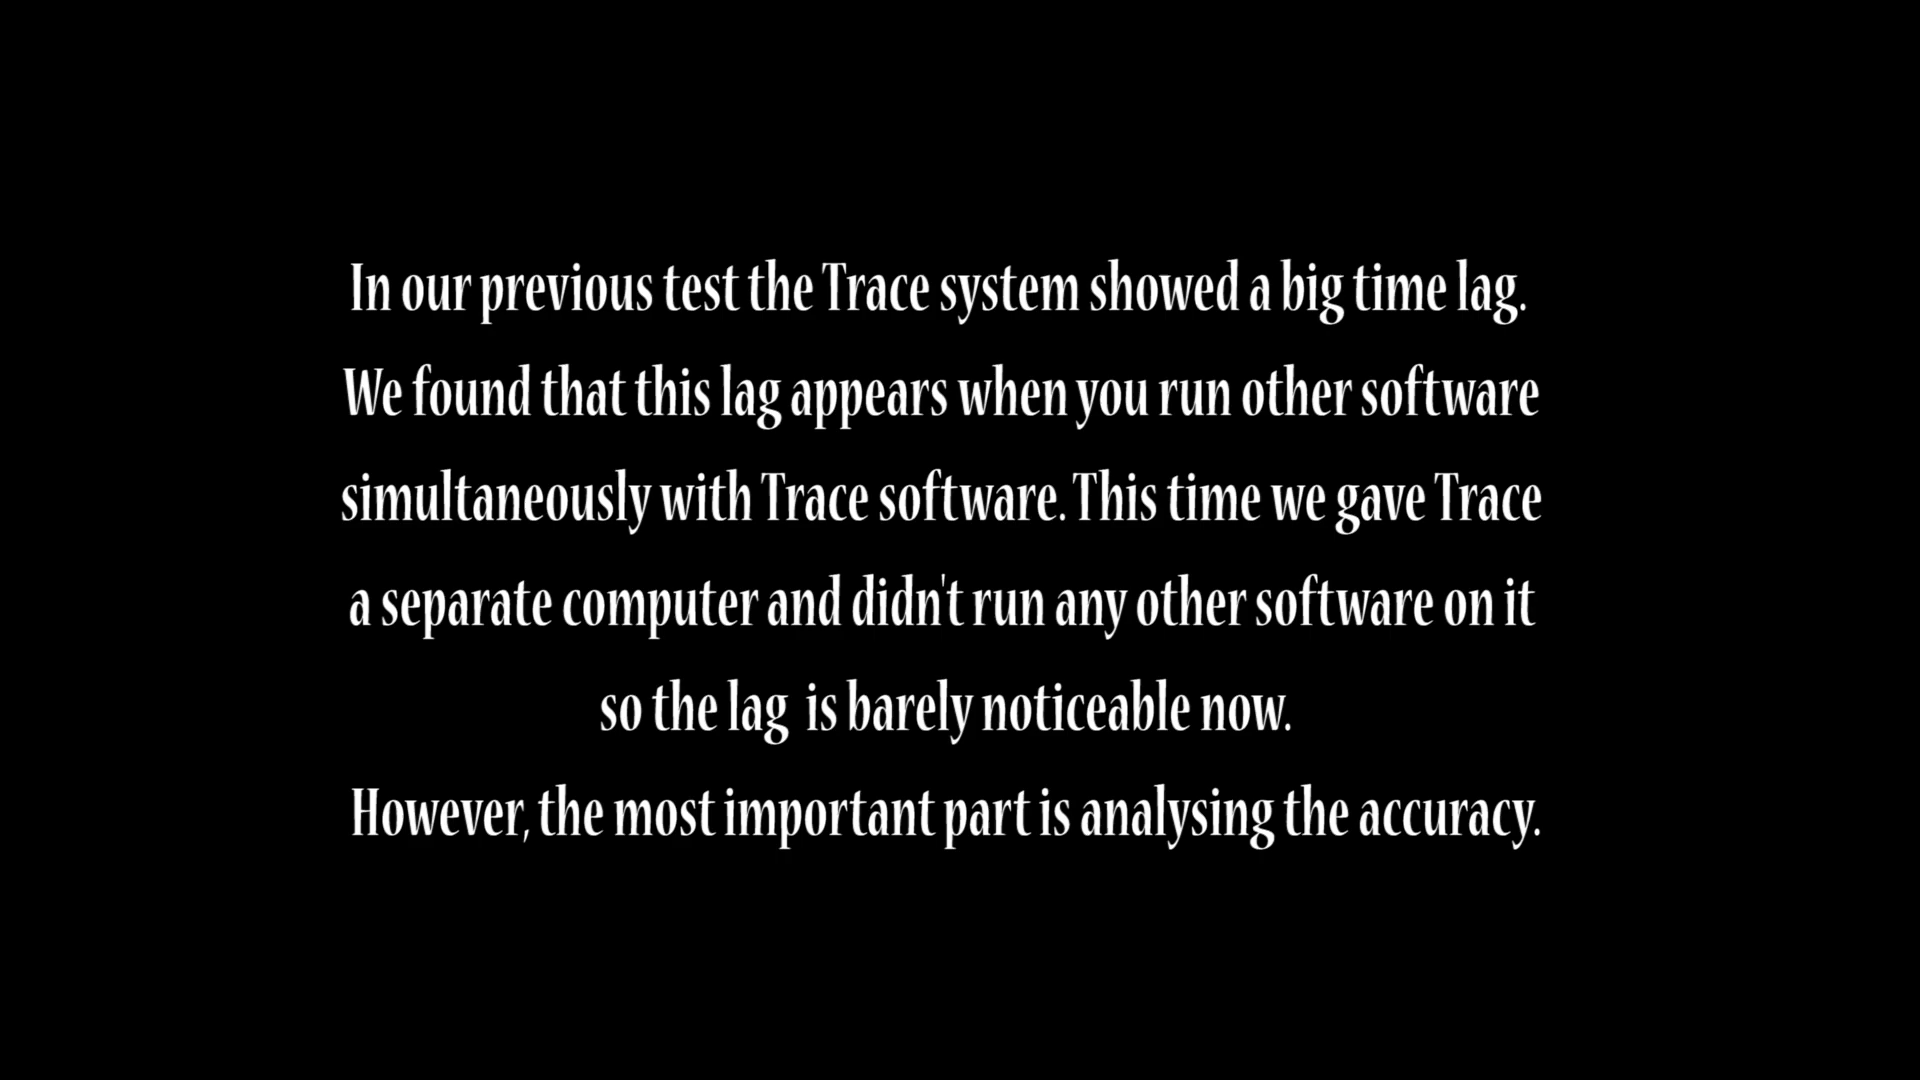 In our previous test the Trace system showed a big time lag.
We found that this lag appears when you run other software
simultaneously with Trace software. This time we gave Trace
a separate computer and didn't run any other software on it
so the lag  is barely noticeable now.
However, the most important part is analysing the accuracy.